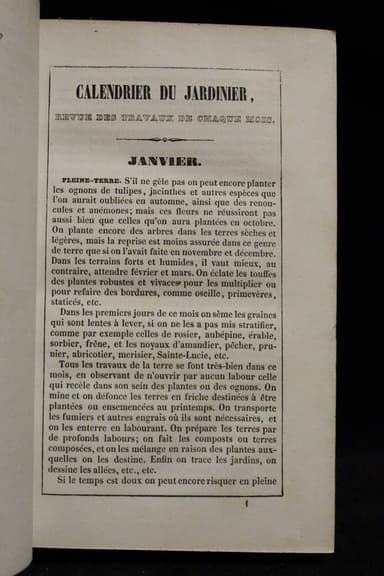 CALENDRIER DU JARDINIER,
REVUE DES TRAVAUX DE CHAQUE MOIS.
JANVIER.
PLEINE-TERRE. S'il ne gèle pas on peut encore planter
les ognons de tulipes, jacinthes et autres espèces que
l'on aurait oubliées en automne, ainsi que des renon-
cules et anémones; mais ces fleurs ne réussiront pas
aussi bien que celles qu'on aura plantées en octobre.
On plante encore des arbres dans les terres sèches et
légères, mais la reprise est moins assurée dans ce genre
de terre que si on l'avait faite en novembre et décembre.
Dans les terrains forts et humides, il vaut mieux, au
contraire, attendre février et mars. On éclate les touffes
des plantes robustes et vivaces pour les multiplier ou
pour refaire des bordures, comme oseille, primevères,
staticés, etc.
Dans les premiers jours de ce mois on sème les graines
qui sont lentes à lever, si on ne les a pas mis stratifier,
comme par exemple celles de rosier, aubépine, érable,
sorbier, frêne, et les noyaux d'amandier, pêcher, pru-
nier, abricotier, merisier, Sainte-Lucie, etc.
Tous les travaux de la terre se font très-bien dans ce
mois, en observant de n'ouvrir par aucun labour celle
qui recèle dans son sein des plantes ou des ognons. On
mine et on défonce les terres en friche destinées à être
plantées ou ensemencées au printemps. On transporte
les fumiers et autres engrais où ils sont nécessaires, et
on les enterre en labourant. On prépare les terres par
de profonds labours; on fait les composts ou terres
composées, et on les mélange en raison des plantes aux-
quelles on les destine. Enfin on trace les jardins, on
dessine les allées, etc., etc.
Si le temps est doux on peut encore risquer en pleine
1